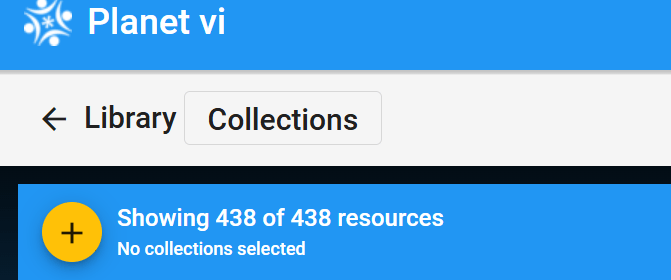 Planet vi
Library Collections
Showing 438 of 438 resources
No collections selected